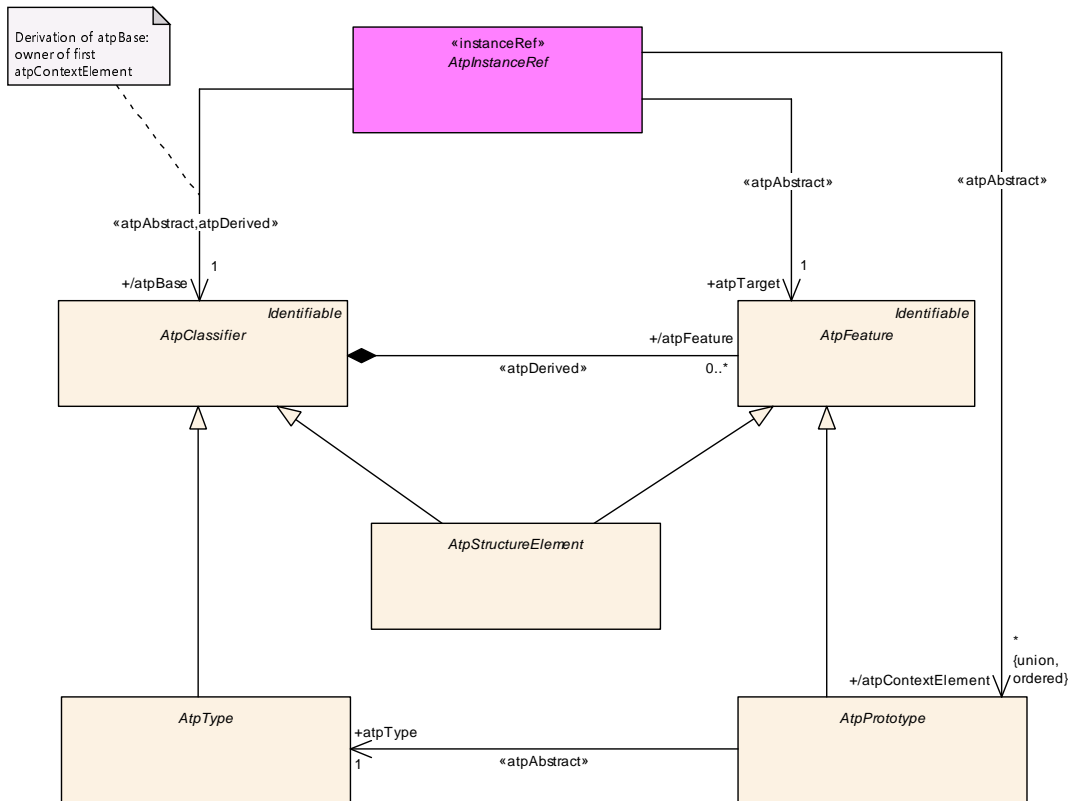 Derivation of atpBase:
owner of first
atpContextElement
«instanceRef»
AtpInstanceRef
«atpAbstract»
«atpAbstract»
«atpAbstract,atpDerived»
1
+/atpBase
1
+atpTarget
Identifiable
AtpClassifier
Identifiable
AtpFeature
+/atpFeature
«atpDerived»
0..*
AtpStructureElement
*
{union,
ordered}
+/atpContextElement
AtpType
AtpPrototype
+atpType
1
«atpAbstract»